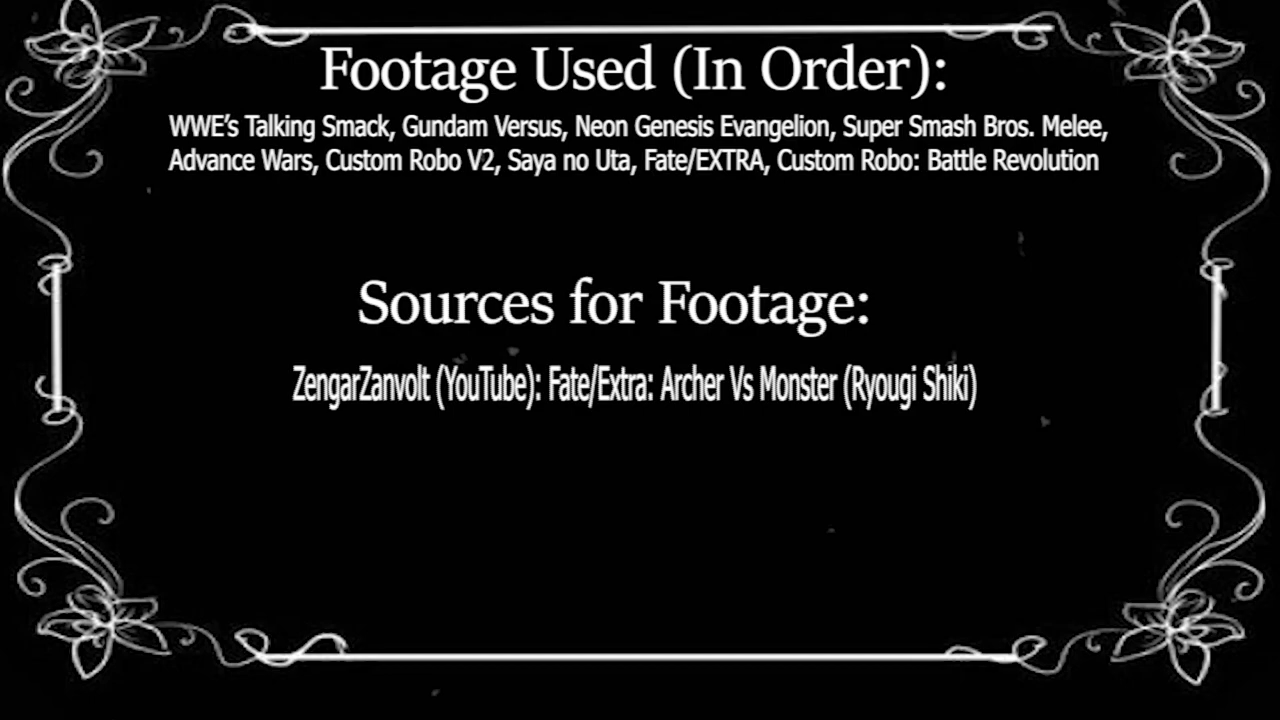 Footage Used (In Order):
WWE's Talking Smack, Gundam Versus, Neon Genesis Evangelion, Super Smash Bros. Melee,
Advance Wars, Custom Robo V2, Saya no Uta, Fate/EXTRA, Custom Robo: Battle Revolution
Sources for Footage:
ZengarZanvolt (YouTube): Fate/Extra: Archer Vs Monster (Ryougi Shiki)